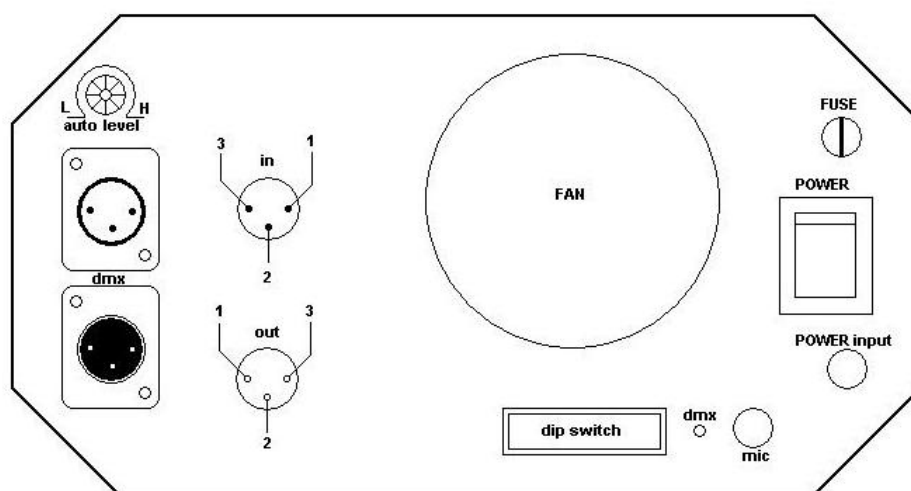 L H
auto level
3 in 1
2
dmx
1 out 3
2
FAN
FUSE
POWER
POWER input
dip switch
dmx
mic